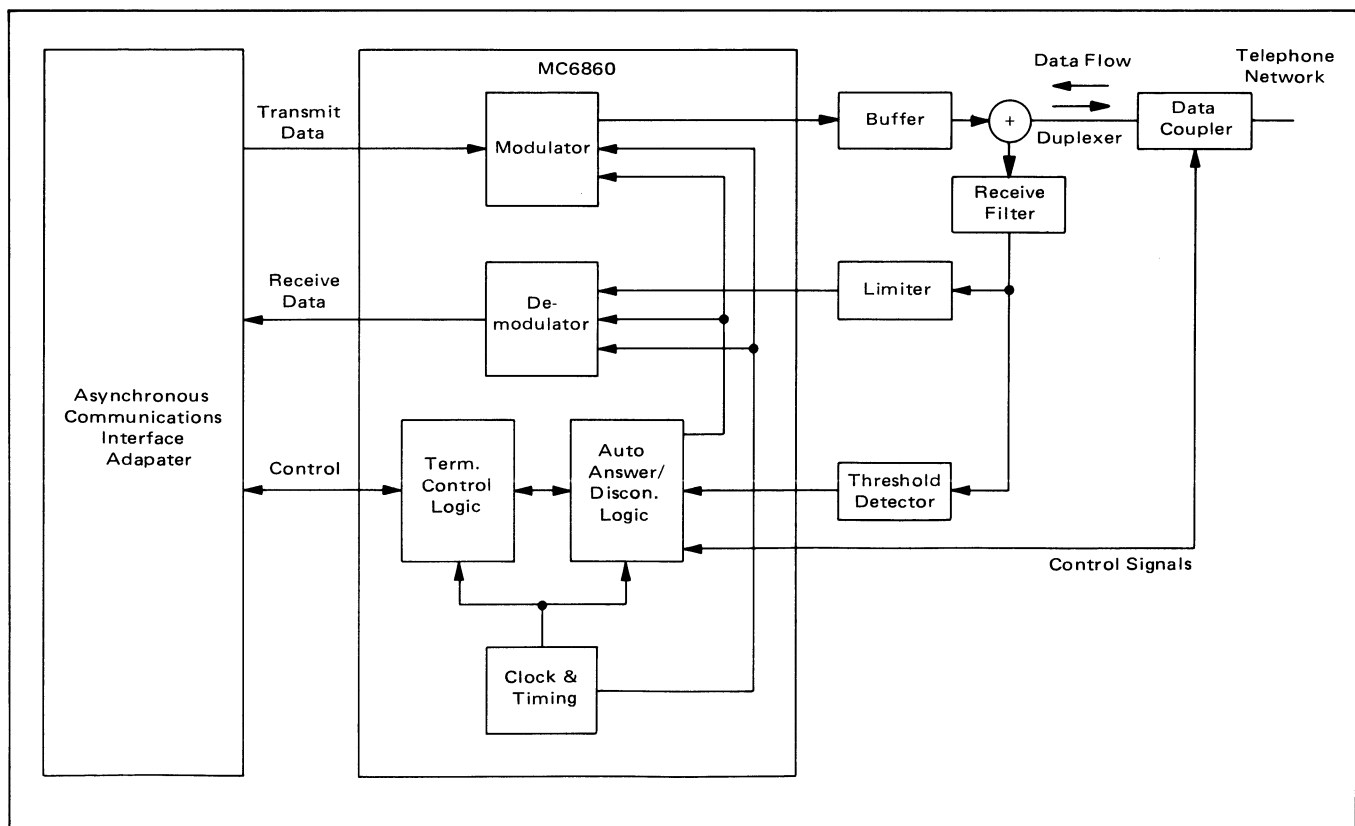 MC6860
Data Flow
Telephone
Network
Transmit
Data
Modulator
Buffer
+
Duplexer
Data
Coupler
Receive
Filter
Receive
Data
De-
modulator
Limiter
Asynchronous
Communications
Interface
Adapater
Control
Term.
Control
Logic
Auto
Answer/
Discon.
Logic
Threshold
Detector
Control Signals
Clock &
Timing